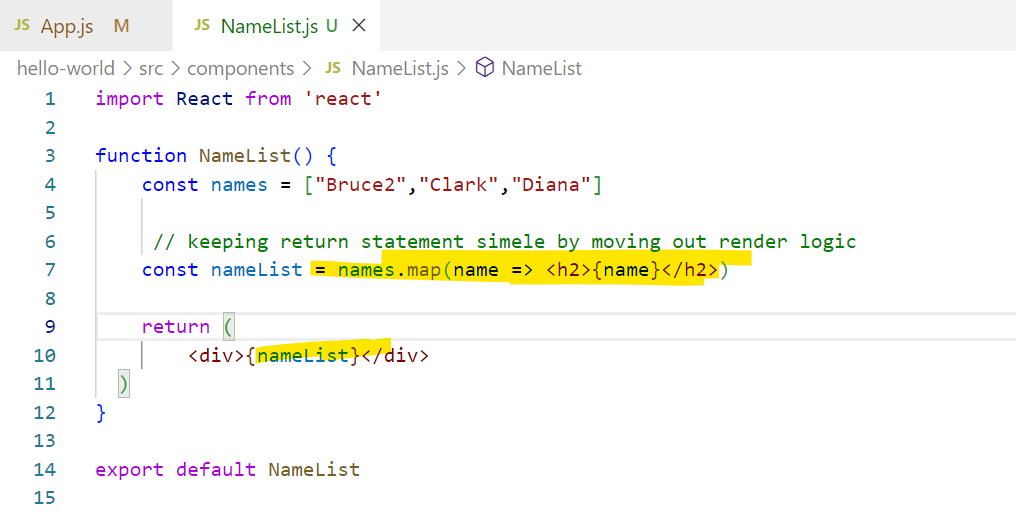 JS App.js M JS NameList.js U ×
hello-world > src > components > JS NameList.js > NameList
1 import React from 'react'
2
3 function NameList() {
4 const names = ["Bruce2","Clark","Diana"]
5
6 // keeping return statement simele by moving out render logic
7 const nameList = names.map(name => <h2>{name}</h2>)
8
9 return (
10 <div>{nameList}</div>
11 )
12 }
13
14 export default NameList
15